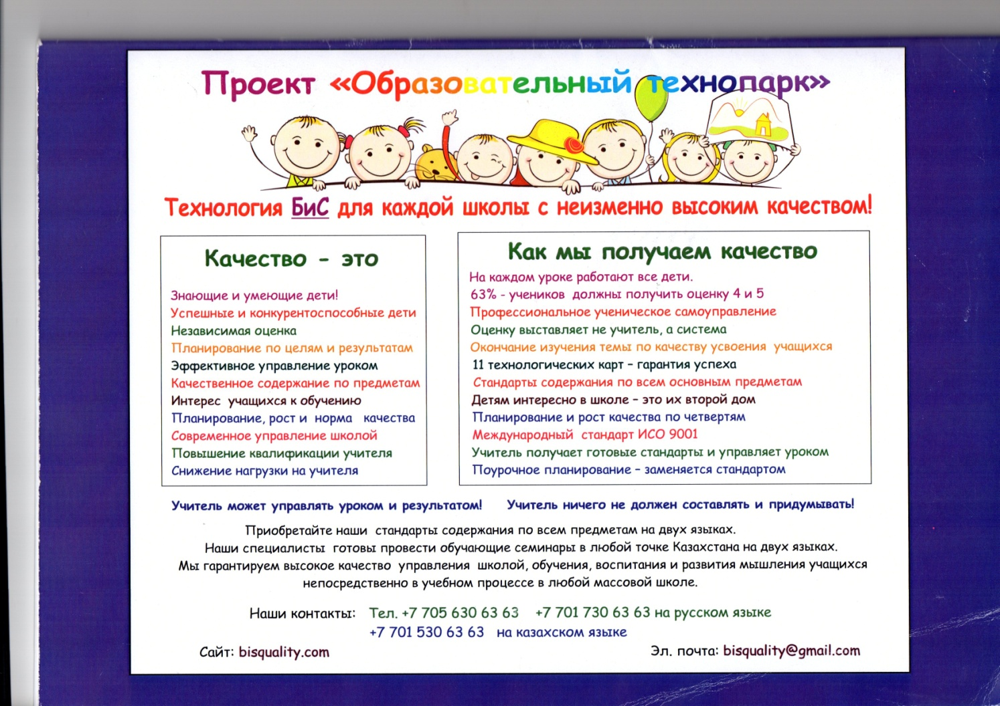 Проект «Образовательный технопарк»
Технология БиС для каждой школы с неизменно высоким качеством!
Качество - это
Знающие и умеющие дети!
Успешные и конкурентоспособные дети
Независимая оценка
Планирование по целям и результатам
Эффективное управление уроком
Качественное содержание по предметам
Интерес учащихся к обучению
Планирование, рост и норма качества
Современное управление школой
Повышение квалификации учителя
Снижение нагрузки на учителя
Как мы получаем качество
На каждом уроке работают все дети.
63% - учеников должны получить оценку 4 и 5
Профессиональное ученическое самоуправление
Оценку выставляет не учитель, а система
Окончание изучения темы по качеству усвоения учащихся
11 технологических карт – гарантия успеха
Стандарты содержания по всем основным предметам
Детям интересно в школе – это их второй дом
Планирование и рост качества по четвертям
Международный стандарт ИСО 9001
Учитель получает готовые стандарты и управляет уроком
Поурочное планирование – заменяется стандартом
Учитель может управлять уроком и результатом! Учитель ничего не должен составлять и придумывать!
Приобретайте наши стандарты содержания по всем предметам на двух языках.
Наши специалисты готовы провести обучающие семинары в любой точке Казахстана на двух языках.
Мы гарантируем высокое качество управления школой, обучения, воспитания и развития мышления учащихся
непосредственно в учебном процессе в любой массовой школе.
Наши контакты: Тел. +7 705 630 63 63 +7 701 730 63 63 на русском языке
+7 701 530 63 63 на казахском языке
Сайт: bisquality.com Эл. почта: bisquality@gmail.com